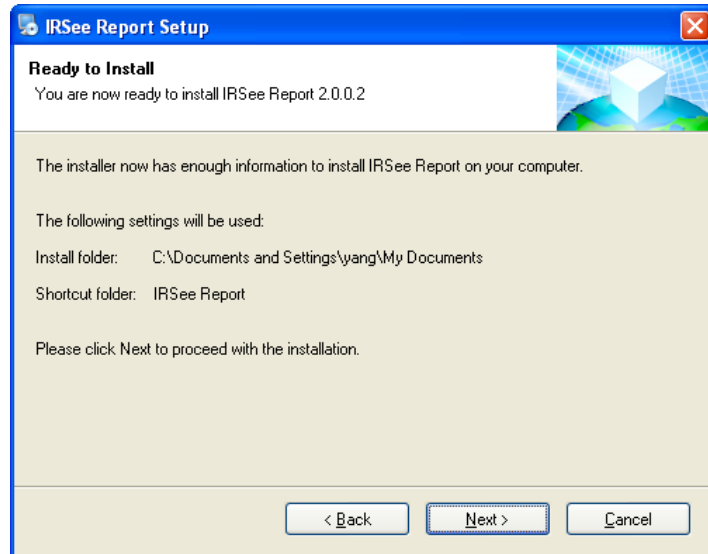 IRSee Report Setup
Ready to Install
You are now ready to install IRSee Report 2.0.0.2
The installer now has enough information to install IRSee Report on your computer.
The following settings will be used:
Install folder: C:\Documents and Settings\yang\My Documents
Shortcut folder: IRSee Report
Please click Next to proceed with the installation.
< Back Next > Cancel